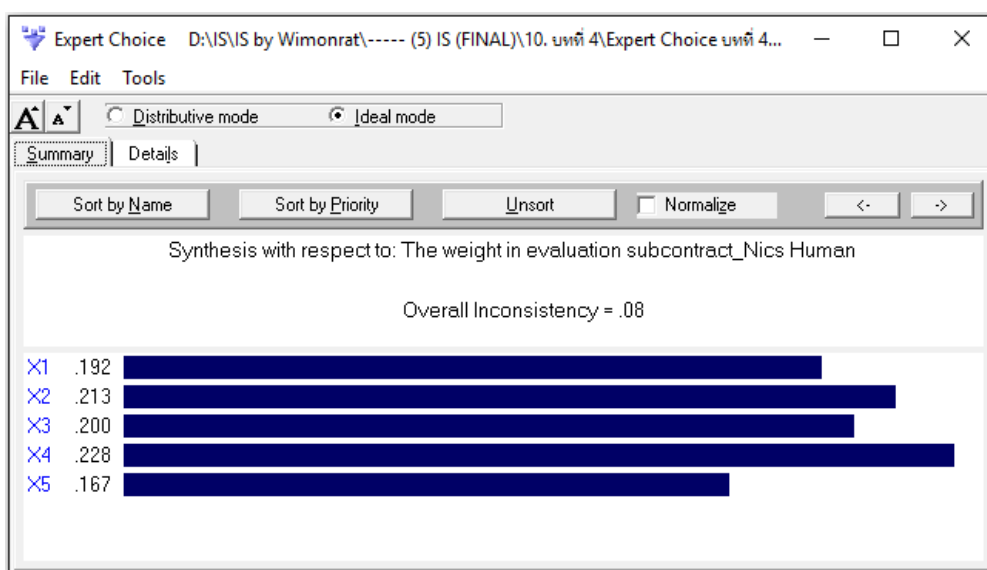 Expert Choice D:\IS\IS by Wimonrat\----- (5) IS (FINAL)\10. บทที่ 4\Expert Choice บทที่ 4...
File Edit Tools
A A Distributive mode Ideal mode
Summary Details
Sort by Name Sort by Priority Unsort Normalize <- ->
Synthesis with respect to: The weight in evaluation subcontract_Nics Human
Overall Inconsistency = .08
X1 .192
X2 .213
X3 .200
X4 .228
X5 .167